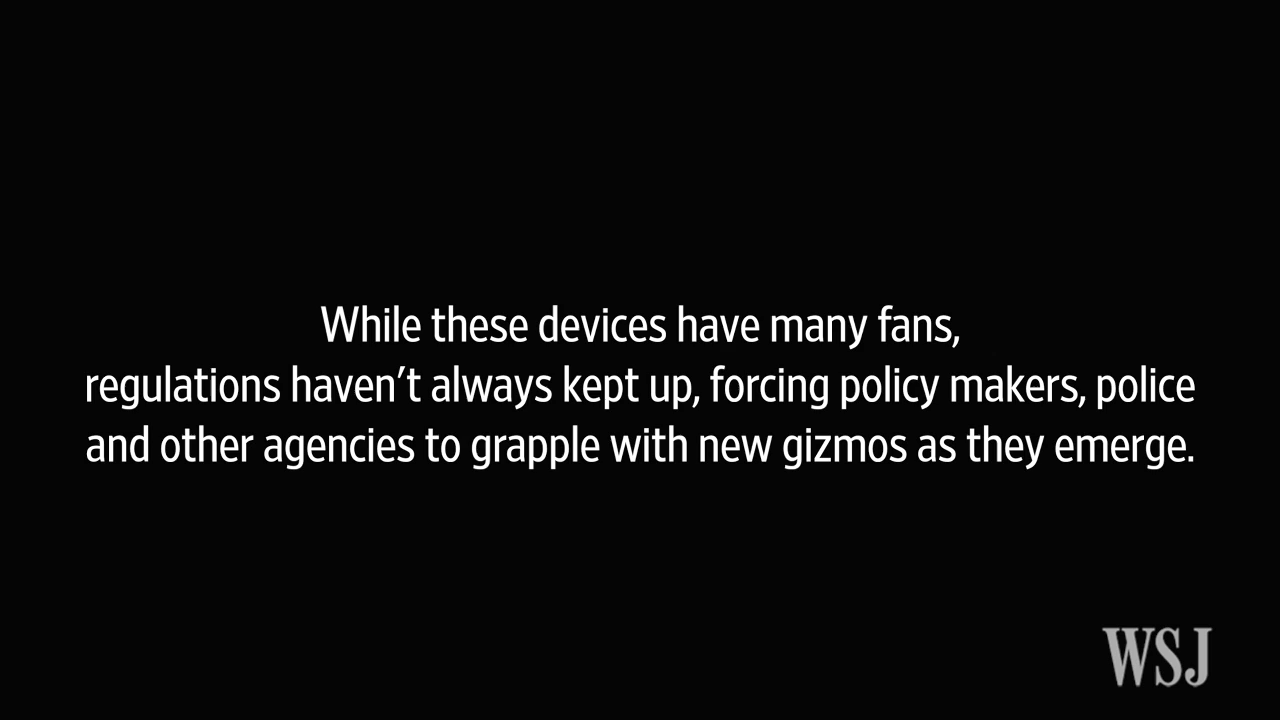 While these devices have many fans,
regulations haven't always kept up, forcing policy makers, police
and other agencies to grapple with new gizmos as they emerge.
WSJ